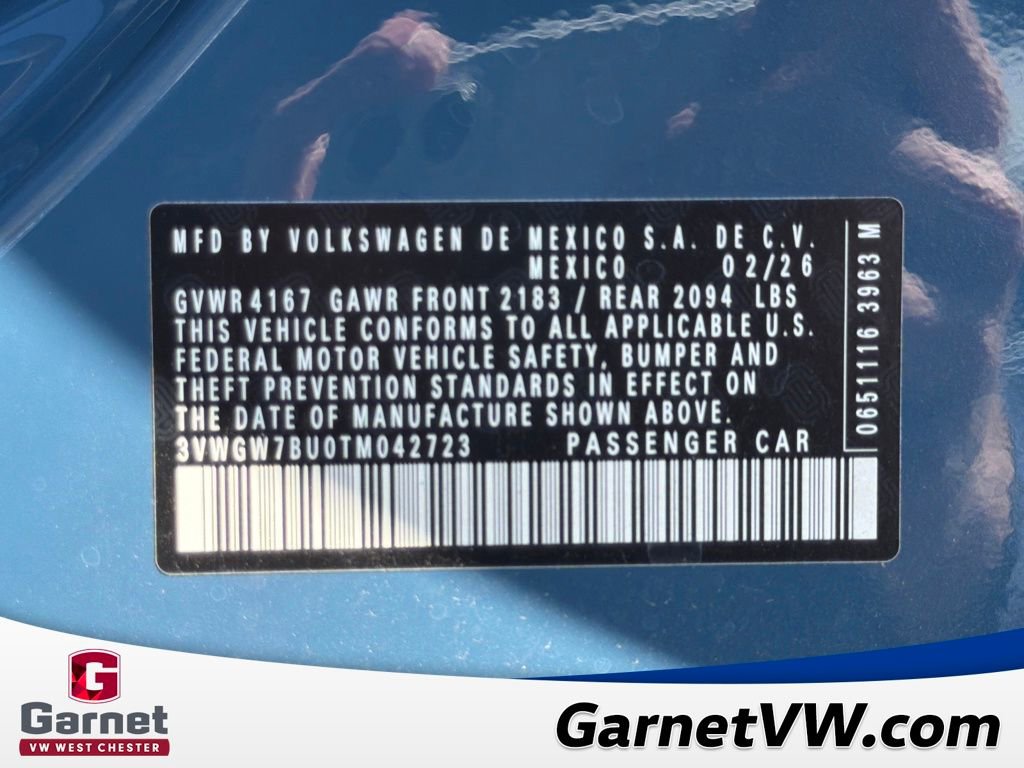 MFD BY VOLKSWAGEN DE MEXICO S.A. DE C.V.
MEXICO 02/26
GVWR 4167 GAWR FRONT 2183 / REAR 2094 LBS
THIS VEHICLE CONFORMS TO ALL APPLICABLE U.S.
FEDERAL MOTOR VEHICLE SAFETY, BUMPER AND
THEFT PREVENTION STANDARDS IN EFFECT ON
THE DATE OF MANUFACTURE SHOWN ABOVE.
3VWGW7BU0TM042723 PASSENGER CAR
0651116 3963 M
G
Garnet
VW WEST CHESTER
GarnetVW.com